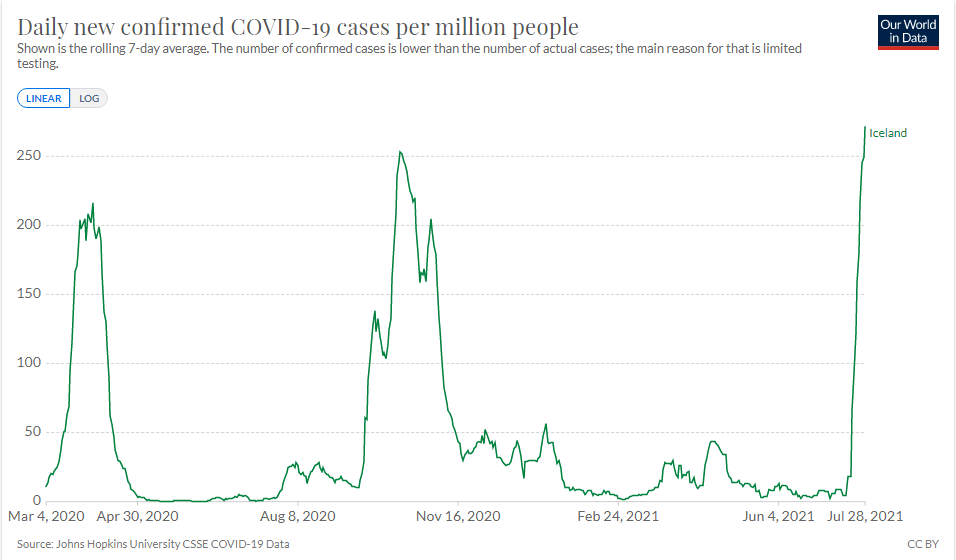 Daily new confirmed COVID-19 cases per million people
Shown is the rolling 7-day average. The number of confirmed cases is lower than the number of actual cases; the main reason for that is limited
testing.
Our World
in Data
LINEAR
LOG
Iceland
250
200
150
100
50
0
Mar 4, 2020
Apr 30, 2020
Aug 8, 2020
Nov 16, 2020
Feb 24, 2021
Jun 4, 2021
Jul 28, 2021
Source: Johns Hopkins University CSSE COVID-19 Data
CC BY